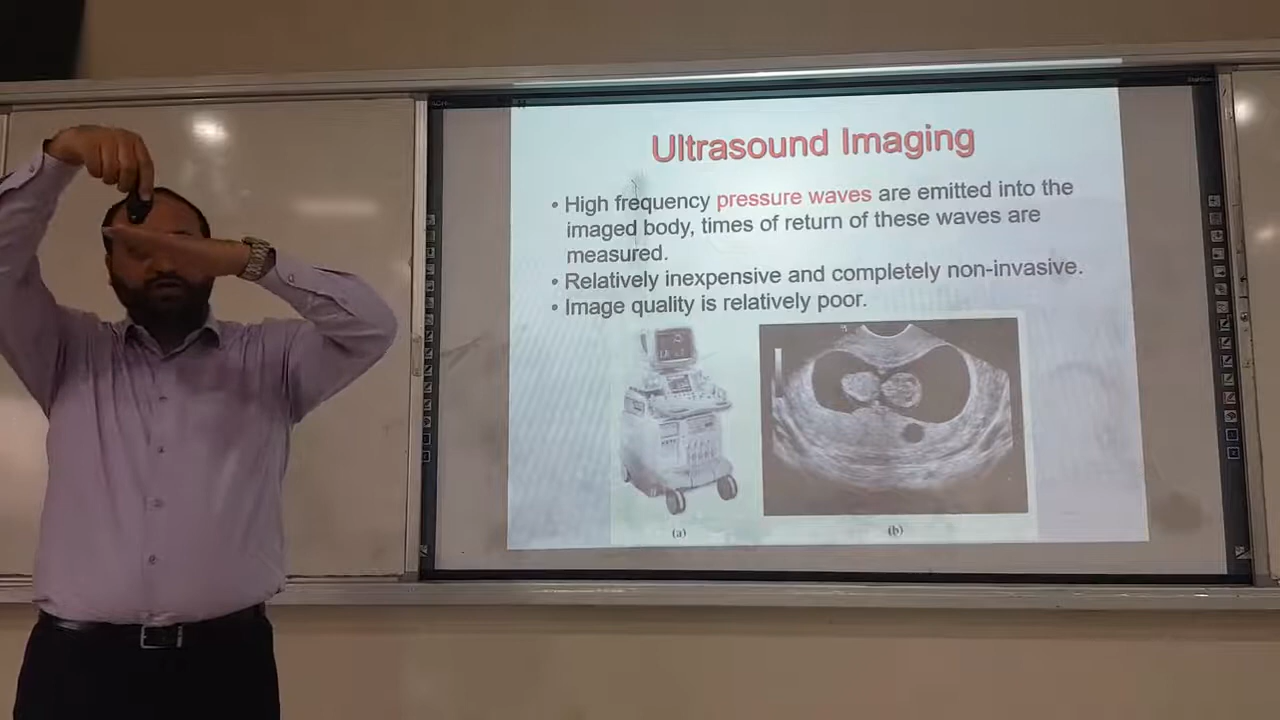 Ultrasound Imaging
• High frequency pressure waves are emitted into the
imaged body, times of return of these waves are
measured.
• Relatively inexpensive and completely non-invasive.
• Image quality is relatively poor.
(a)
(b)